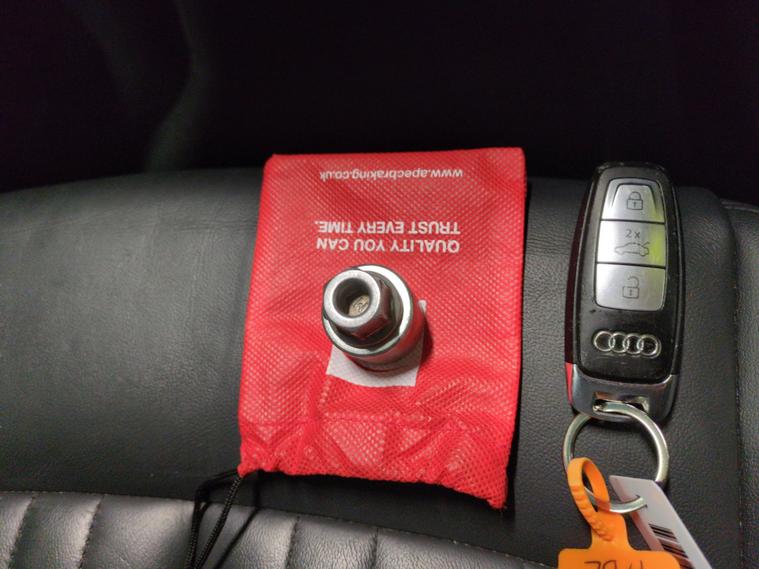 QUALITY YOU CAN
TRUST EVERY TIME.
www.apecbraking.co.uk
2x